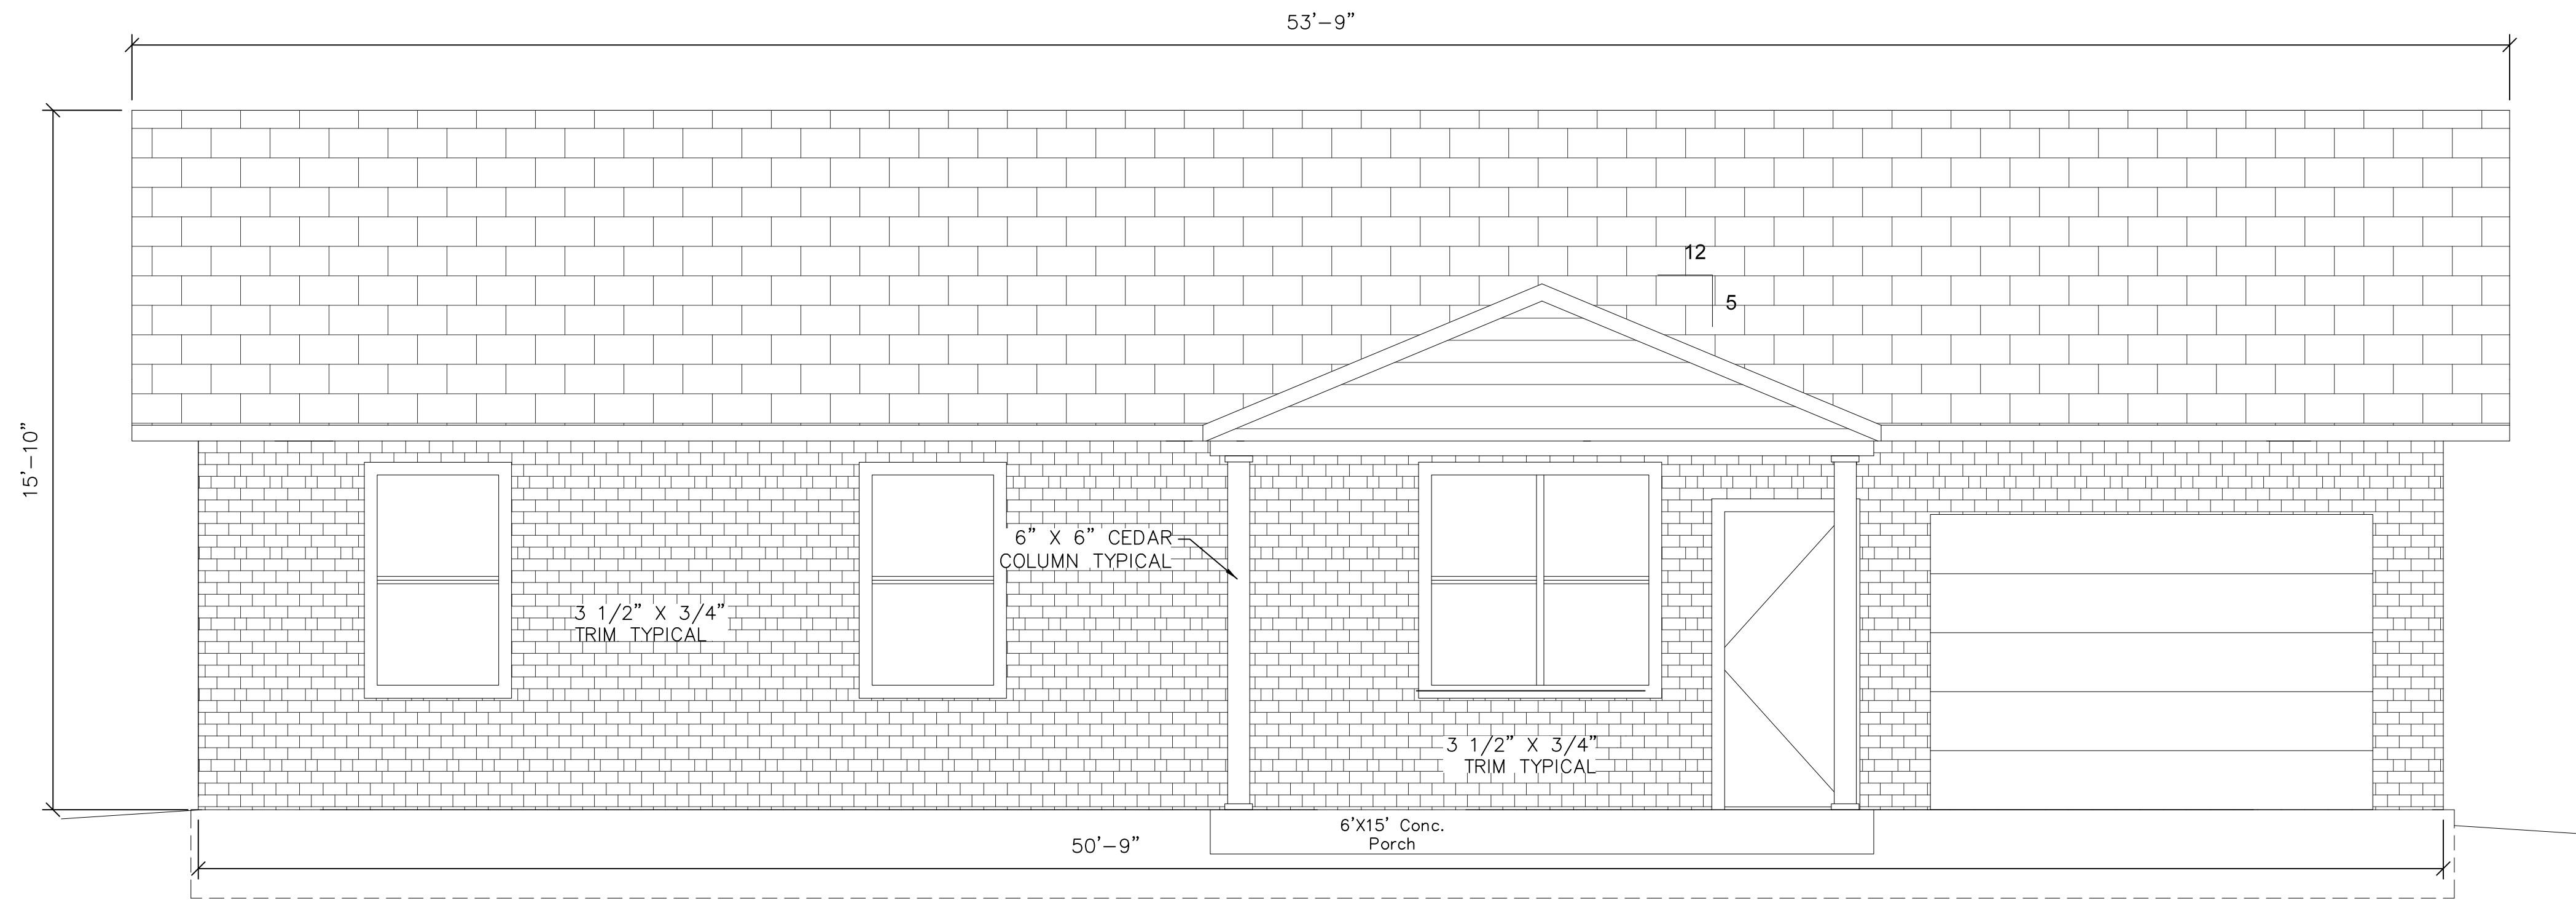 53'-9"
15'-10"
12
5
6" X 6" CEDAR
COLUMN TYPICAL
3 1/2" X 3/4"
TRIM TYPICAL
3 1/2" X 3/4"
TRIM TYPICAL
6'X15' Conc.
Porch
50'-9"